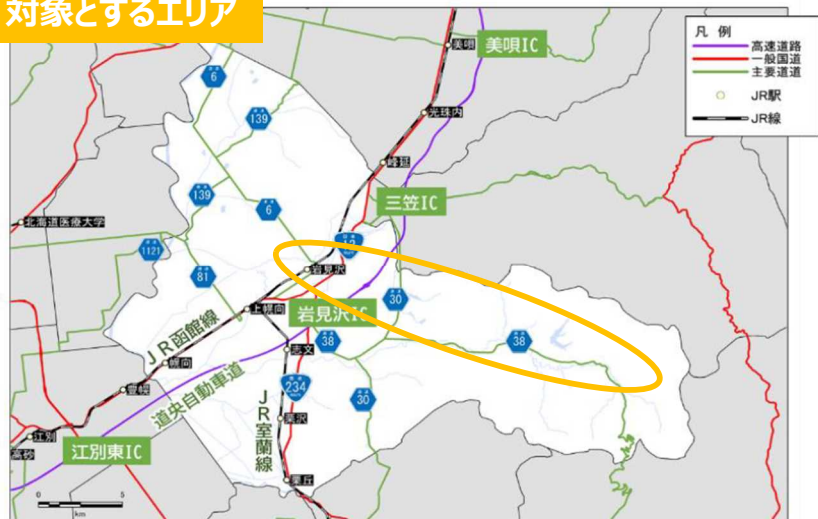 対象とするエリア
凡 例
高速道路
一般国道
主要道道
JR駅
JR線
美唄
美唄IC
6
139
光珠内
峰延
139
6
三笠IC
北海道医療大学
1121
81
12
岩見沢
30
上幌向
岩見沢IC
38
38
JR函館線
志文
幌向
234
30
道央自動車道
豊幌
JR室蘭線
栗沢
江別
高砂
江別東IC
栗丘
0
5
km